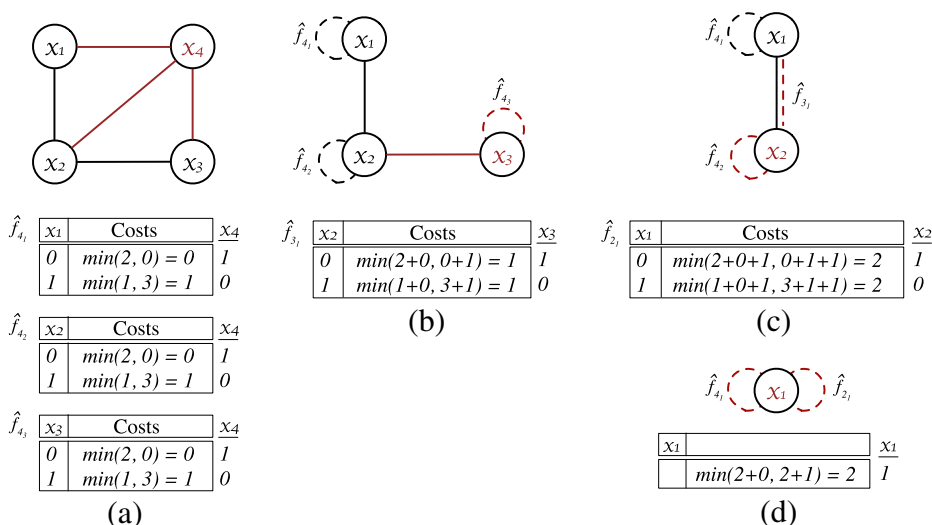 x₁ x₄
x₂ x₃
f̂₄₁ x₁ Costs x₄
0 min(2, 0) = 0 1
1 min(1, 3) = 1 0
f̂₄₂ x₂ Costs x₄
0 min(2, 0) = 0 1
1 min(1, 3) = 1 0
f̂₄₃ x₃ Costs x₄
0 min(2, 0) = 0 1
1 min(1, 3) = 1 0
(a)
f̂₄₁ x₁
f̂₄₃
f̂₄₂ x₂ x₃
f̂₃₁ x₂ Costs x₃
0 min(2+0, 0+1) = 1 1
1 min(1+0, 3+1) = 1 0
(b)
f̂₄₁ x₁
f̂₃₁
f̂₄₂ x₂
f̂₂₁ x₁ Costs x₂
0 min(2+0+1, 0+1+1) = 2 1
1 min(1+0+1, 3+1+1) = 2 0
(c)
f̂₄₁ x₁ f̂₂₁
x₁ x₁
min(2+0, 2+1) = 2 1
(d)